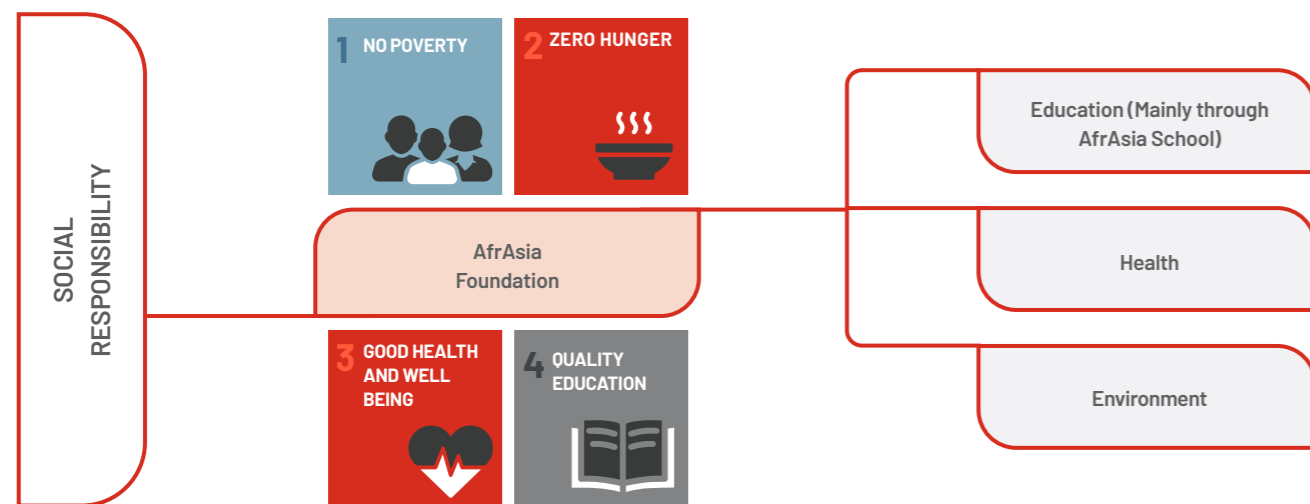 SOCIAL
RESPONSIBILITY
1 NO POVERTY
2 ZERO HUNGER
AfrAsia
Foundation
3 GOOD HEALTH
AND WELL
BEING
4 QUALITY
EDUCATION
Education (Mainly through
AfrAsia School)
Health
Environment